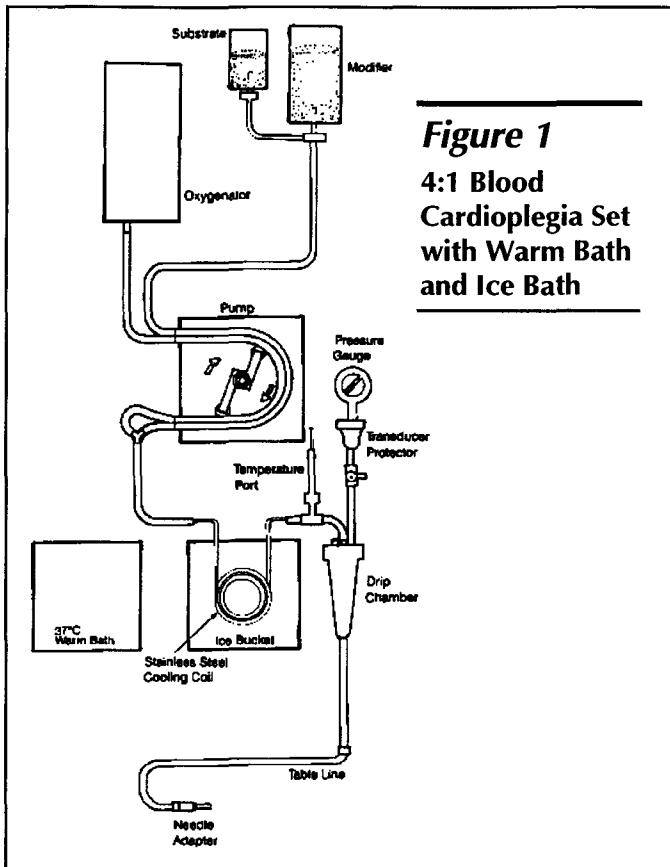 Substrate
Modifier
Oxygenator
Figure 1
4:1 Blood
Cardioplegia Set
with Warm Bath
and Ice Bath
Pump
Pressure
Gauge
Transducer
Protector
Temperature
Port
Drip
Chamber
37°C
Warm Bath
Ice Bucket
Stainless Steel
Cooling Coil
Table Line
Needle
Adapter